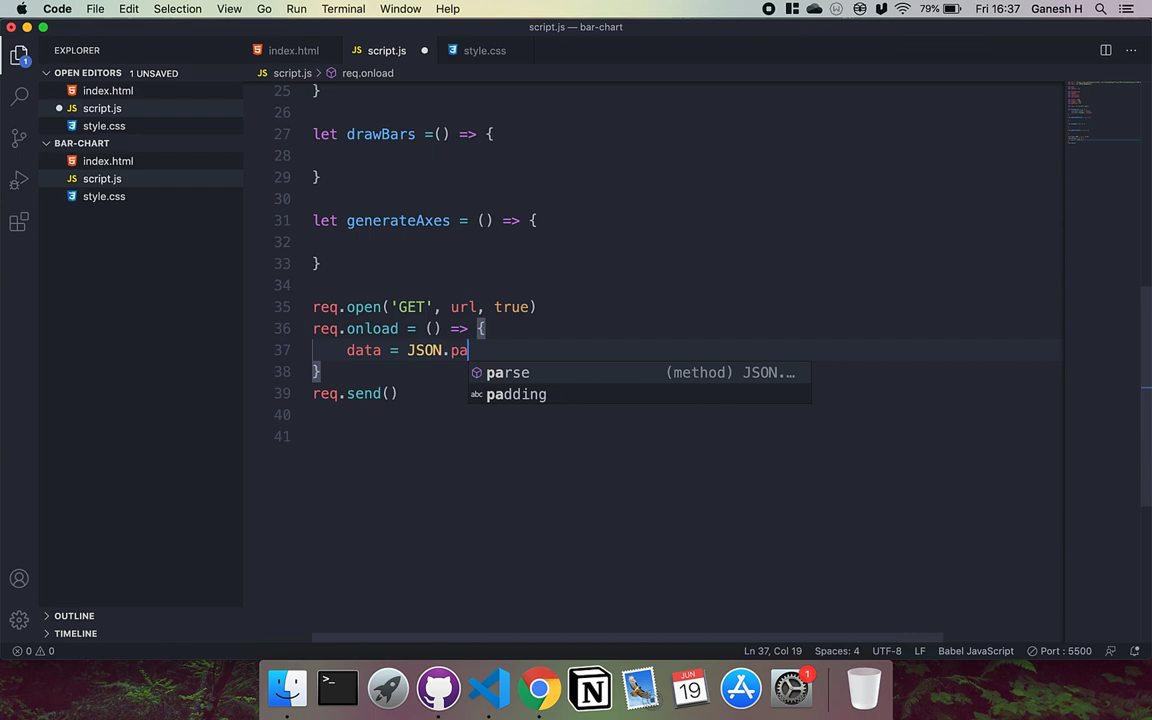 Code File Edit Selection View Go Run Terminal Window Help 79% Fri 16:37 Ganesh H
script.js — bar-chart
EXPLORER
index.html
JS script.js
style.css
OPEN EDITORS 1 UNSAVED
JS script.js > req.onload
index.html
JS script.js
style.css
BAR-CHART
index.html
JS script.js
style.css
25 }
26
27 let drawBars =() => {
28
29 }
30
31 let generateAxes = () => {
32
33 }
34
35 req.open('GET', url, true)
36 req.onload = () => {
37 data = JSON.pa
38 }
parse (method) JSON.…
39 req.send()
abc padding
40
41
OUTLINE
TIMELINE
0 0 Ln 37, Col 19 Spaces: 4 UTF-8 LF Babel JavaScript Port : 5500
1
>_
N
JUN
19
1